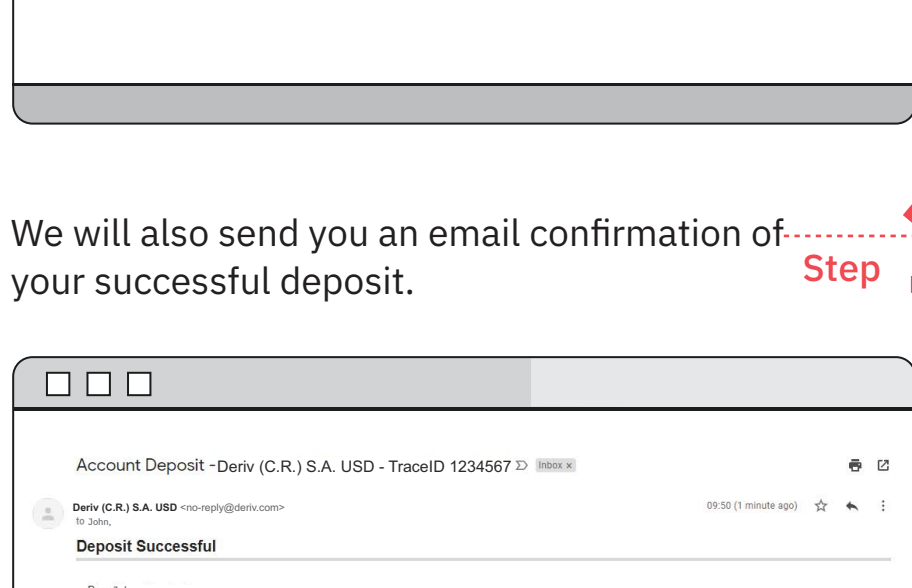 We will also send you an email confirmation of
your successful deposit.
Step
Account Deposit - Deriv (C.R.) S.A. USD - TraceID 1234567 Inbox x
Deriv (C.R.) S.A. USD <no-reply@deriv.com>
09:50 (1 minute ago)
to John,
Deposit Successful